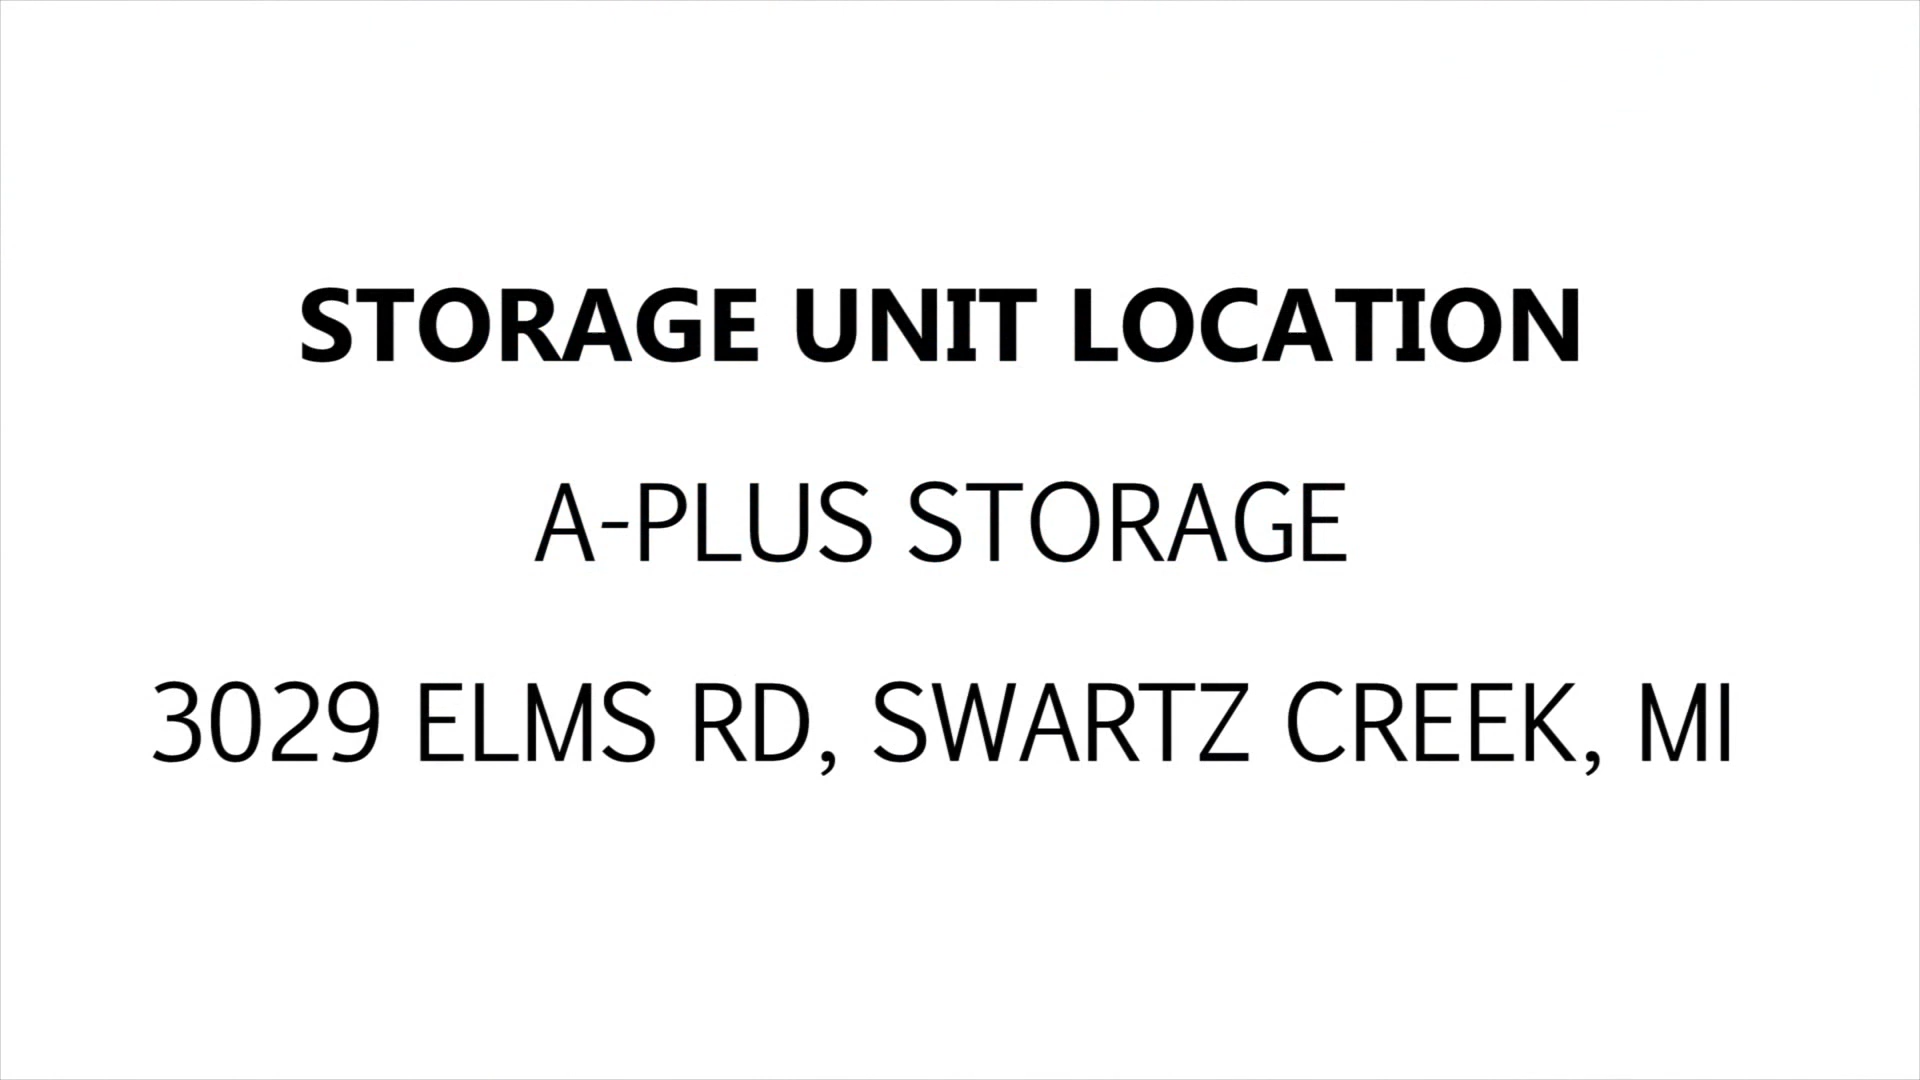 STORAGE UNIT LOCATION
A-PLUS STORAGE
3029 ELMS RD, SWARTZ CREEK, MI